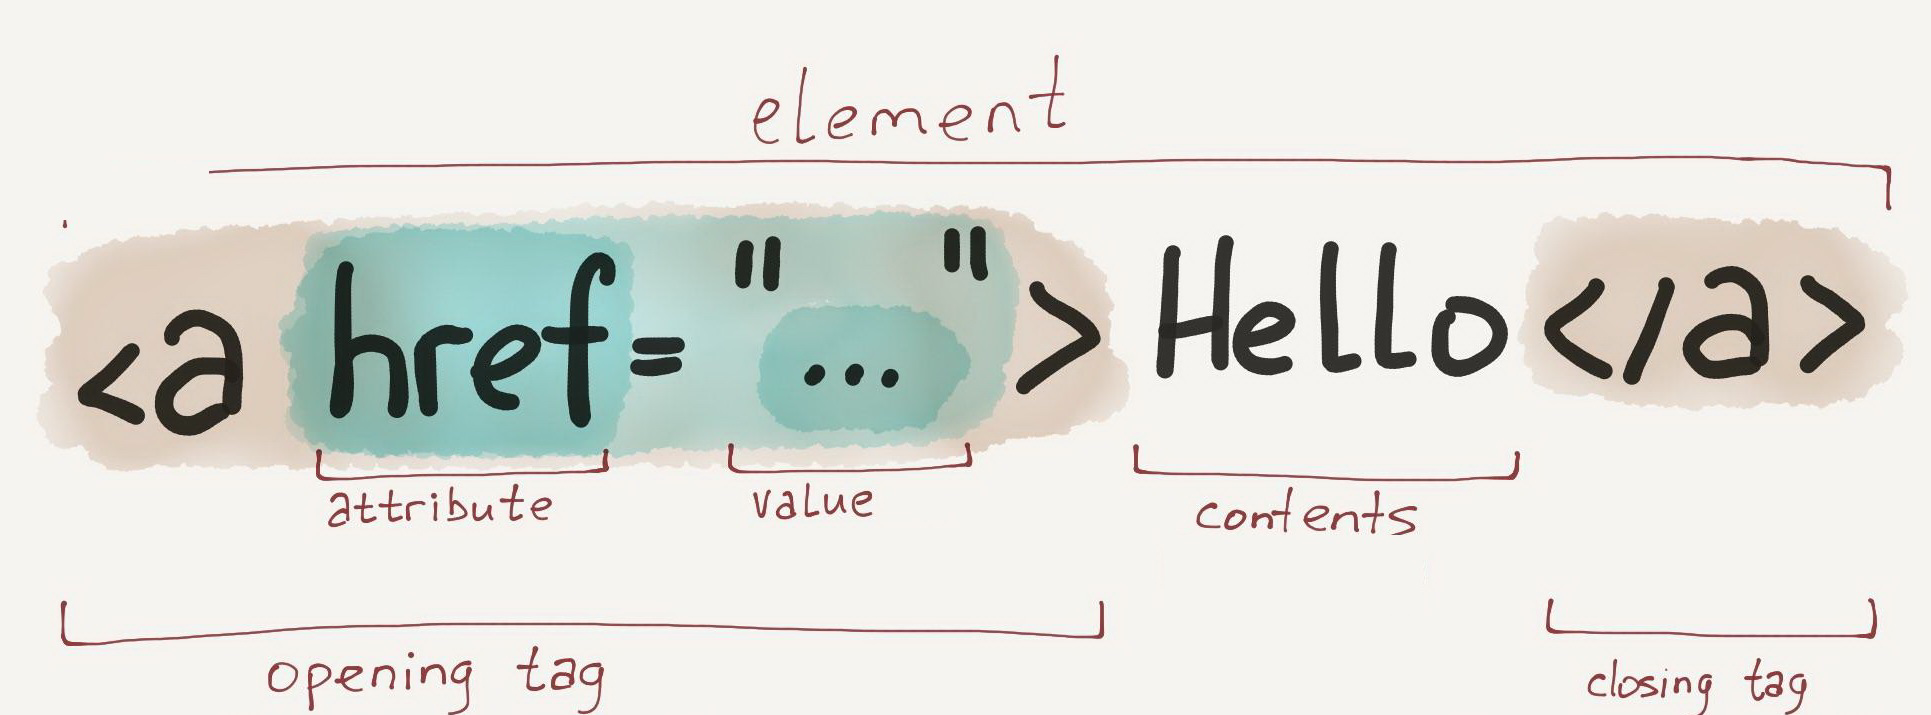 element
<a href= "..."> Hello </a>
attribute value contents
opening tag closing tag